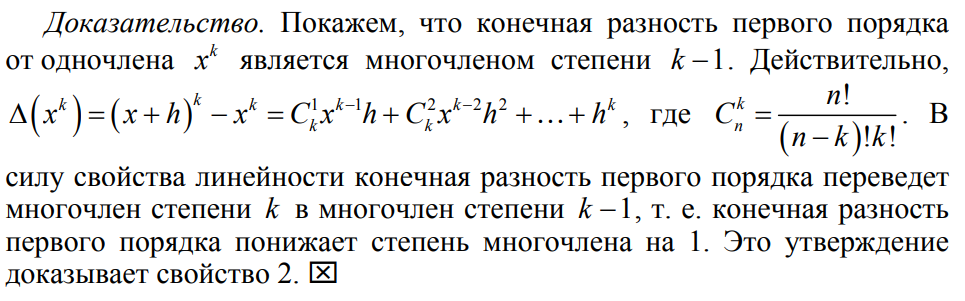 Доказательство. Покажем, что конечная разность первого порядка
от одночлена x^k является многочленом степени k – 1. Действительно,
Δ(x^k) = (x + h)^k – x^k = C_k^1 x^{k–1} h + C_k^2 x^{k–2} h^2 + … + h^k, где C_n^k = n! / ((n – k)! k!). В
силу свойства линейности конечная разность первого порядка переведет
многочлен степени k в многочлен степени k – 1, т. е. конечная разность
первого порядка понижает степень многочлена на 1. Это утверждение
доказывает свойство 2. ⌧